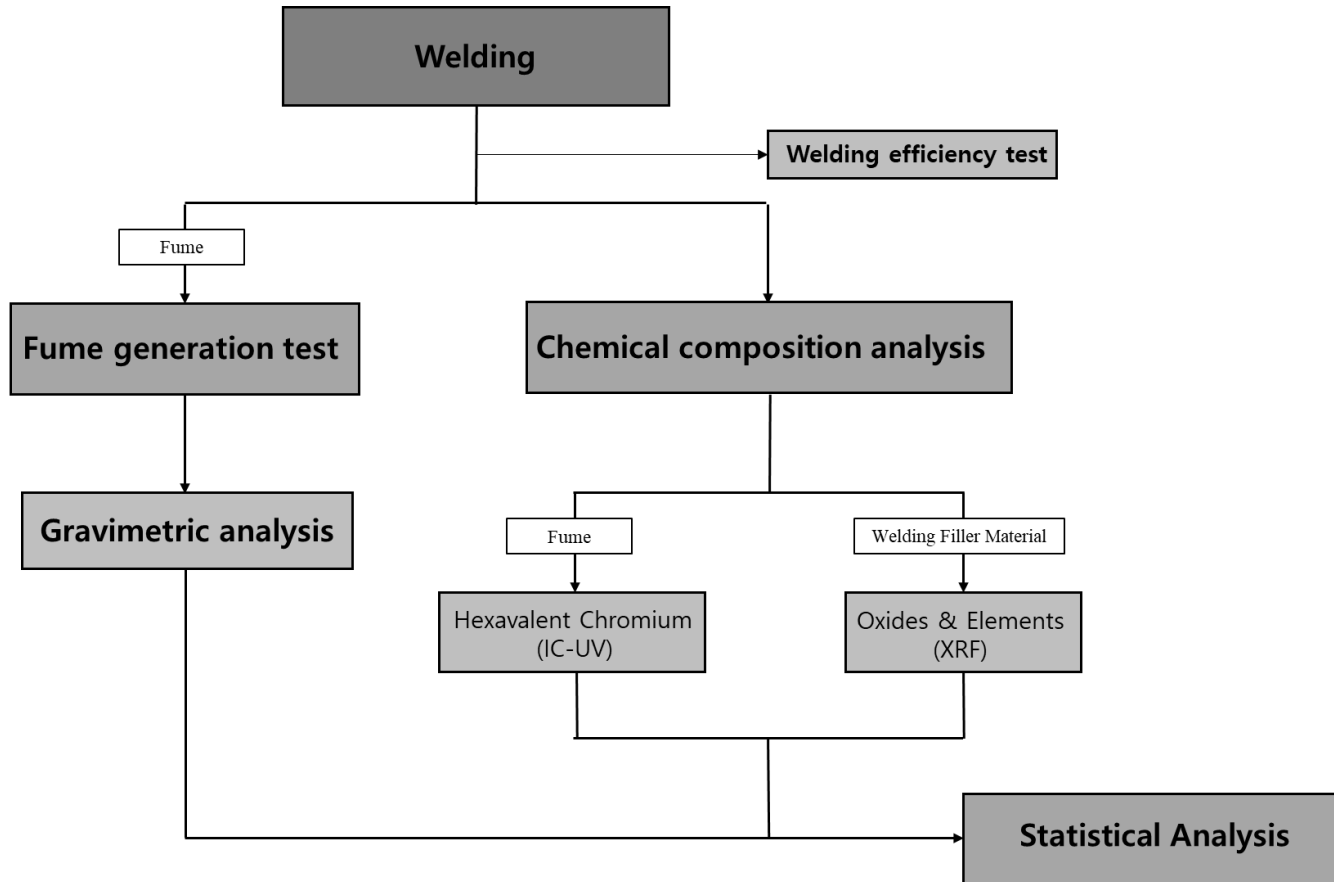 Welding
Welding efficiency test
Fume
Fume generation test
Chemical composition analysis
Gravimetric analysis
Fume
Welding Filler Material
Hexavalent Chromium
(IC-UV)
Oxides & Elements
(XRF)
Statistical Analysis